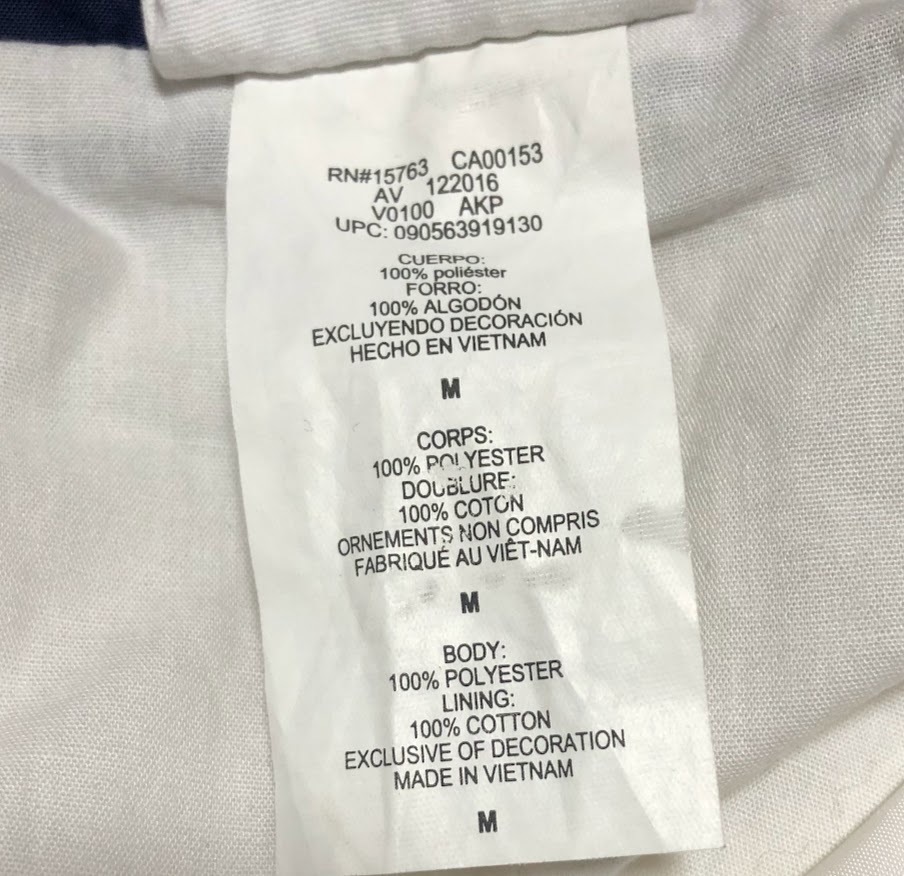 RN#15763 CA00153
AV 122016
V0100 AKP
UPC: 090563919130
CUERPO:
100% poliéster
FORRO:
100% ALGODÓN
EXCLUYENDO DECORACIÓN
HECHO EN VIETNAM
M
CORPS:
100% POLYESTER
DOUBLURE:
100% COTON
ORNEMENTS NON COMPRIS
FABRIQUÉ AU VIÊT-NAM
M
BODY:
100% POLYESTER
LINING:
100% COTTON
EXCLUSIVE OF DECORATION
MADE IN VIETNAM
M